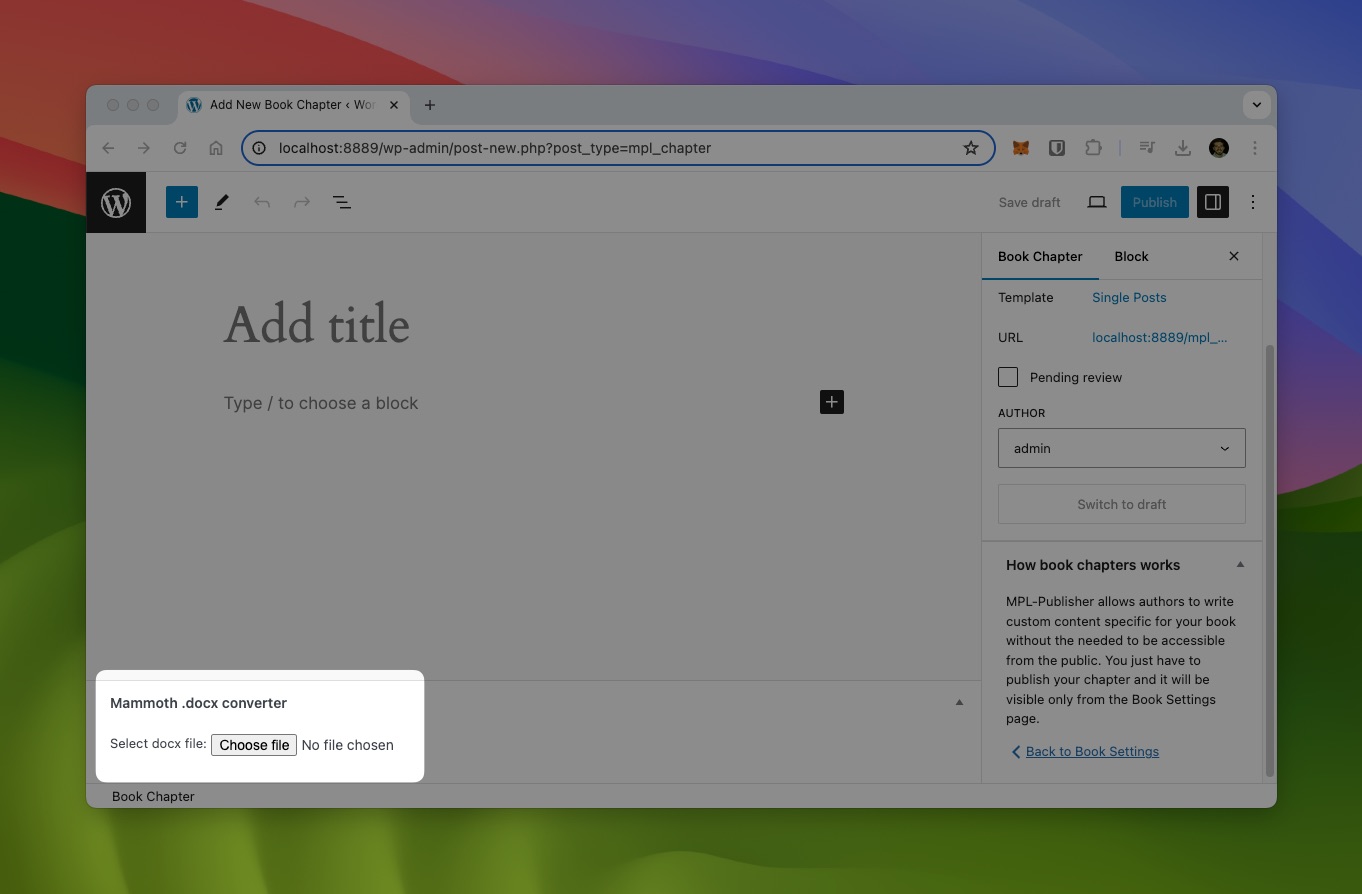 Add New Book Chapter ‹ Wor
localhost:8889/wp-admin/post-new.php?post_type=mpl_chapter
Save draft
Publish
Book Chapter
Block
Template
Single Posts
URL
localhost:8889/mpl_…
Pending review
AUTHOR
admin
Switch to draft
Add title
Type / to choose a block
How book chapters works
MPL-Publisher allows authors to write
custom content specific for your book
without the needed to be accessible
from the public. You just have to
publish your chapter and it will be
visible only from the Book Settings
page.
Back to Book Settings
Mammoth .docx converter
Select docx file: Choose file No file chosen
Book Chapter